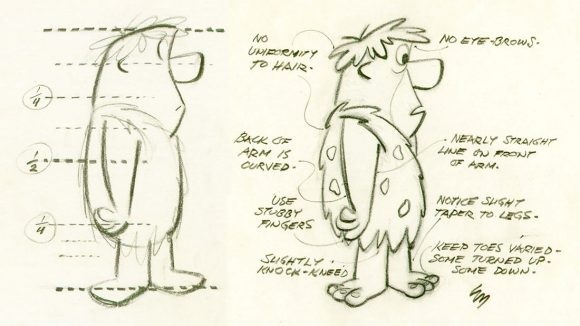 1/4
1/2
1/4
NO
UNIFORMITY
TO HAIR-
NO EYE-BROWS-
BACK OF
ARM IS
CURVED-
NEARLY STRAIGHT
LINE ON FRONT
OF ARM.
USE
STUBBY
FINGERS
NOTICE SLIGHT
TAPER TO LEGS-
SLIGHTLY
KNOCK-KNEED
KEEP TOES VARIED-
SOME TURNED UP-
SOME DOWN-